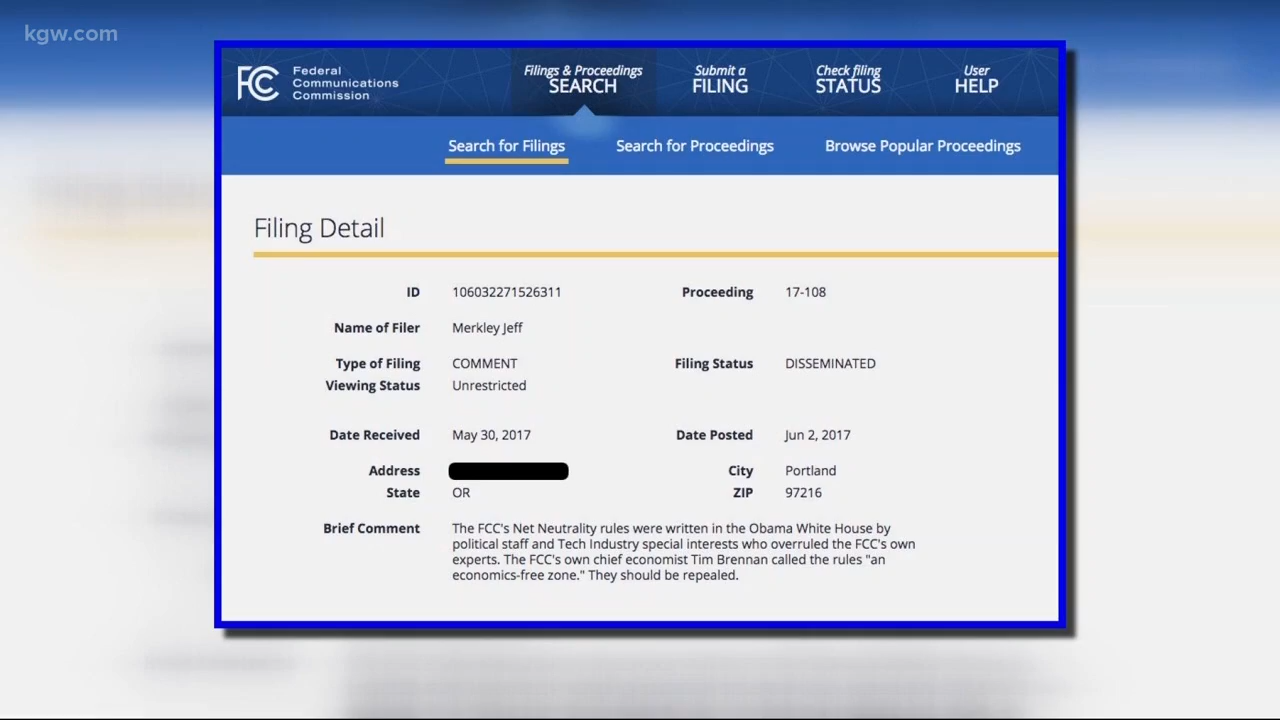 kgw.com
FCC Federal
Communications
Commission
Filings & Proceedings
SEARCH
Submit a
FILING
Check filing
STATUS
User
HELP
Search for Filings Search for Proceedings Browse Popular Proceedings
Filing Detail
ID 106032271526311 Proceeding 17-108
Name of Filer Merkley Jeff
Type of Filing COMMENT Filing Status DISSEMINATED
Viewing Status Unrestricted
Date Received May 30, 2017 Date Posted Jun 2, 2017
Address City Portland
State OR ZIP 97216
Brief Comment The FCC's Net Neutrality rules were written in the Obama White House by
political staff and Tech Industry special interests who overruled the FCC's own
experts. The FCC's own chief economist Tim Brennan called the rules "an
economics-free zone." They should be repealed.